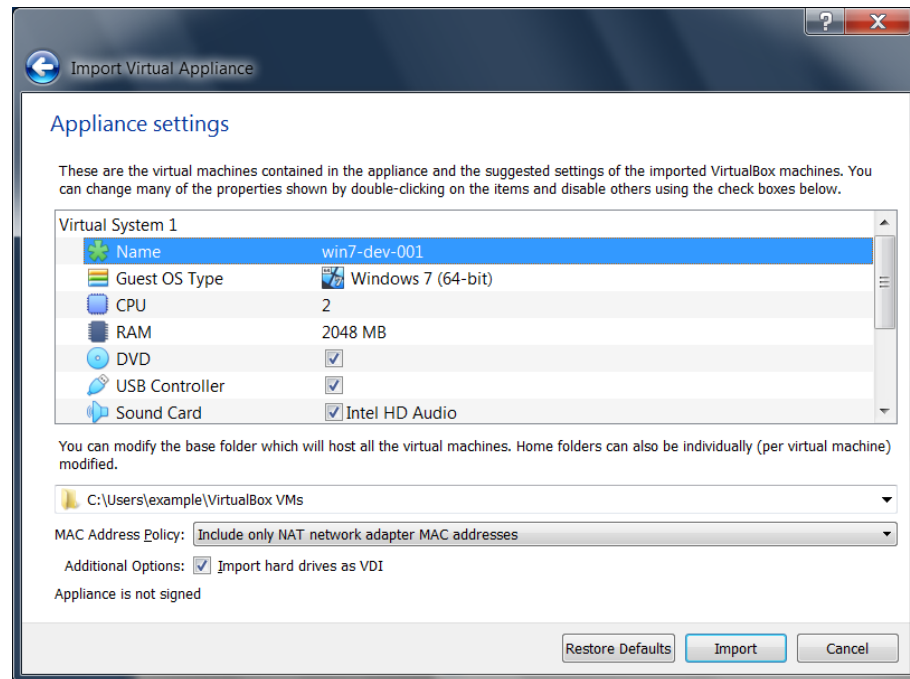 Import Virtual Appliance
Appliance settings
These are the virtual machines contained in the appliance and the suggested settings of the imported VirtualBox machines. You
can change many of the properties shown by double-clicking on the items and disable others using the check boxes below.
Virtual System 1
Name win7-dev-001
Guest OS Type Windows 7 (64-bit)
CPU 2
RAM 2048 MB
DVD
USB Controller
Sound Card Intel HD Audio
You can modify the base folder which will host all the virtual machines. Home folders can also be individually (per virtual machine)
modified.
C:\Users\example\VirtualBox VMs
MAC Address Policy: Include only NAT network adapter MAC addresses
Additional Options: Import hard drives as VDI
Appliance is not signed
Restore Defaults Import Cancel